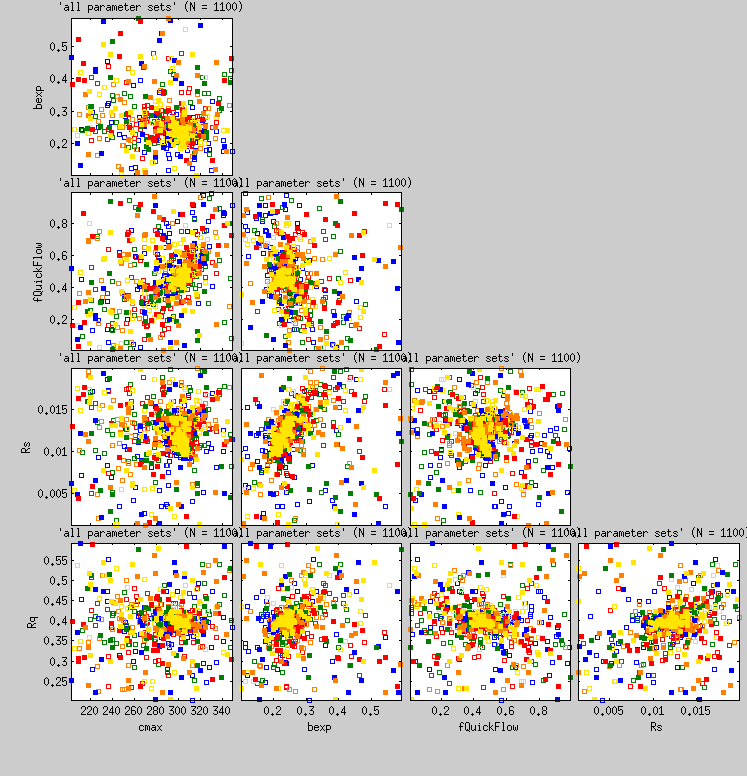 'all parameter sets' (N = 1100)
0.5
0.4
0.3
0.2
bexp
'all parameter sets' (N = 1100)
all parameter sets' (N = 1100)
0.8
0.6
0.4
0.2
fQuickFlow
'all parameter sets' (N = 1100)
all parameter sets' (N = 1100)
all parameter sets' (N = 1100)
0.015
0.01
0.005
Rs
'all parameter sets' (N = 1100)
all parameter sets' (N = 1100)
all parameter sets' (N = 1100)
all parameter sets' (N = 1100)
0.55
0.5
0.45
0.4
0.35
0.3
0.25
Rq
220 240 260 280 300 320 340
0.2 0.3 0.4 0.5
0.2 0.4 0.6 0.8
0.005 0.01 0.015
cmax
bexp
fQuickFlow
Rs